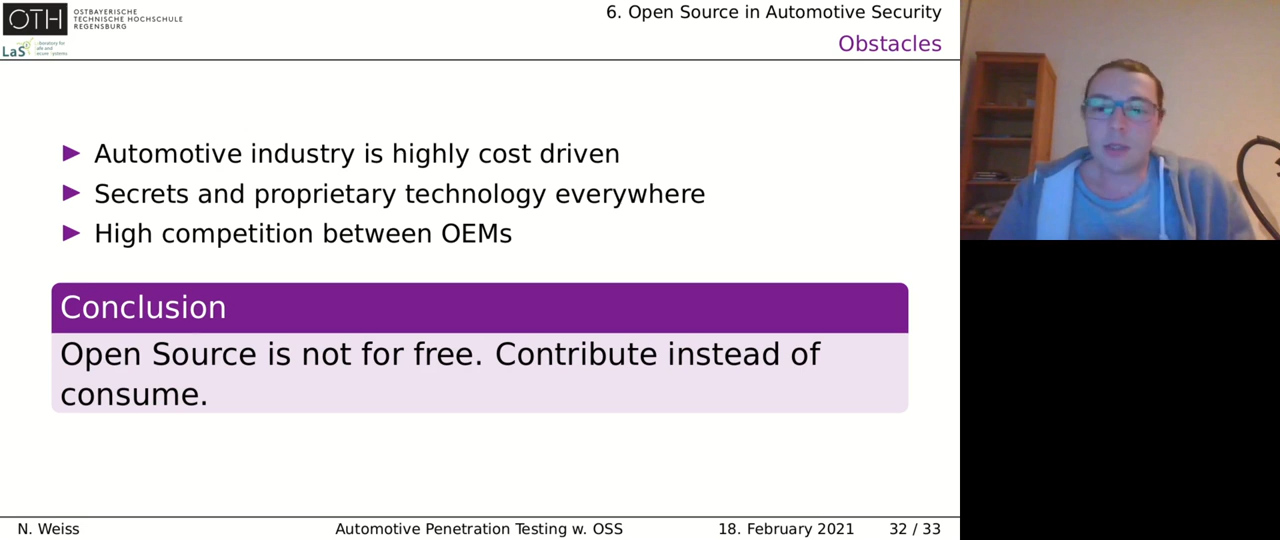 OTH
OSTBAYERISCHE
TECHNISCHE HOCHSCHULE
REGENSBURG
LaS³
6. Open Source in Automotive Security
Obstacles
Automotive industry is highly cost driven
Secrets and proprietary technology everywhere
High competition between OEMs
Conclusion
Open Source is not for free. Contribute instead of
consume.
N. Weiss
Automotive Penetration Testing w. OSS
18. February 2021
32 / 33